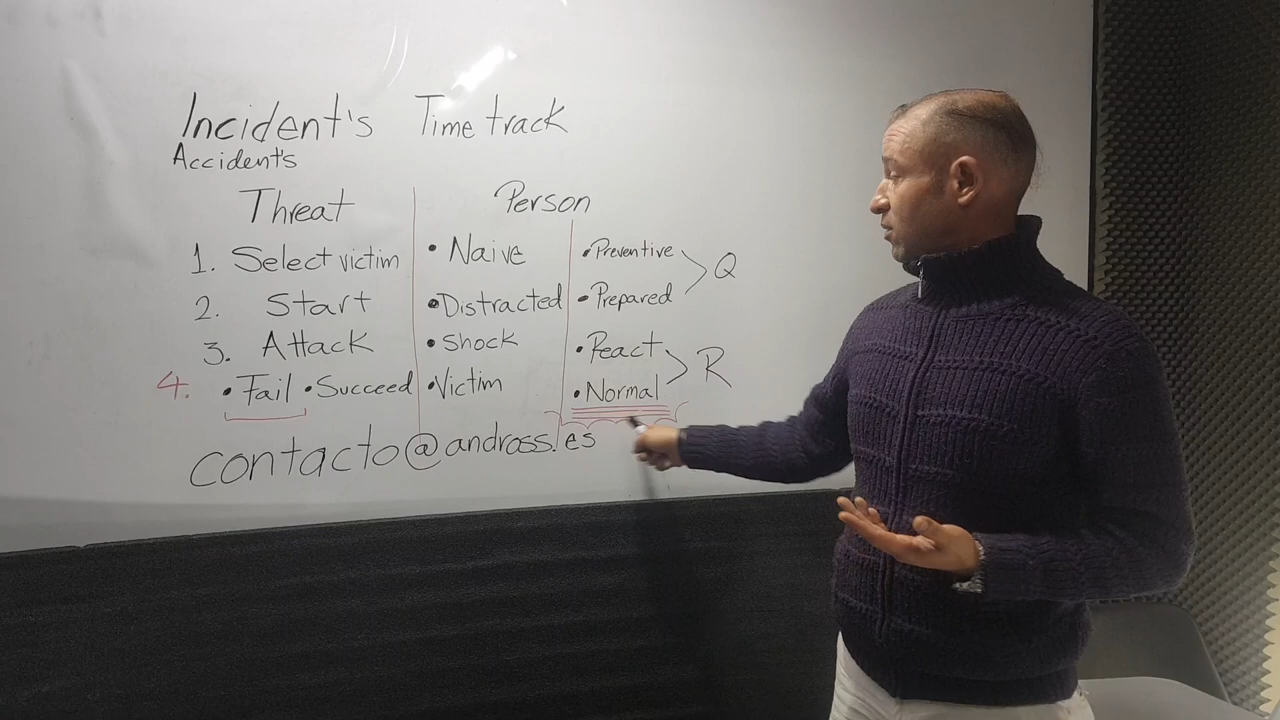 Incident's Time track
Accident's
Threat Person
1. Select victim • Naive • Preventive > Q
2. Start • Distracted • Prepared
3. Attack • Shock • React > R
4. • Fail • Succeed • Victim • Normal
contacto@andross.es